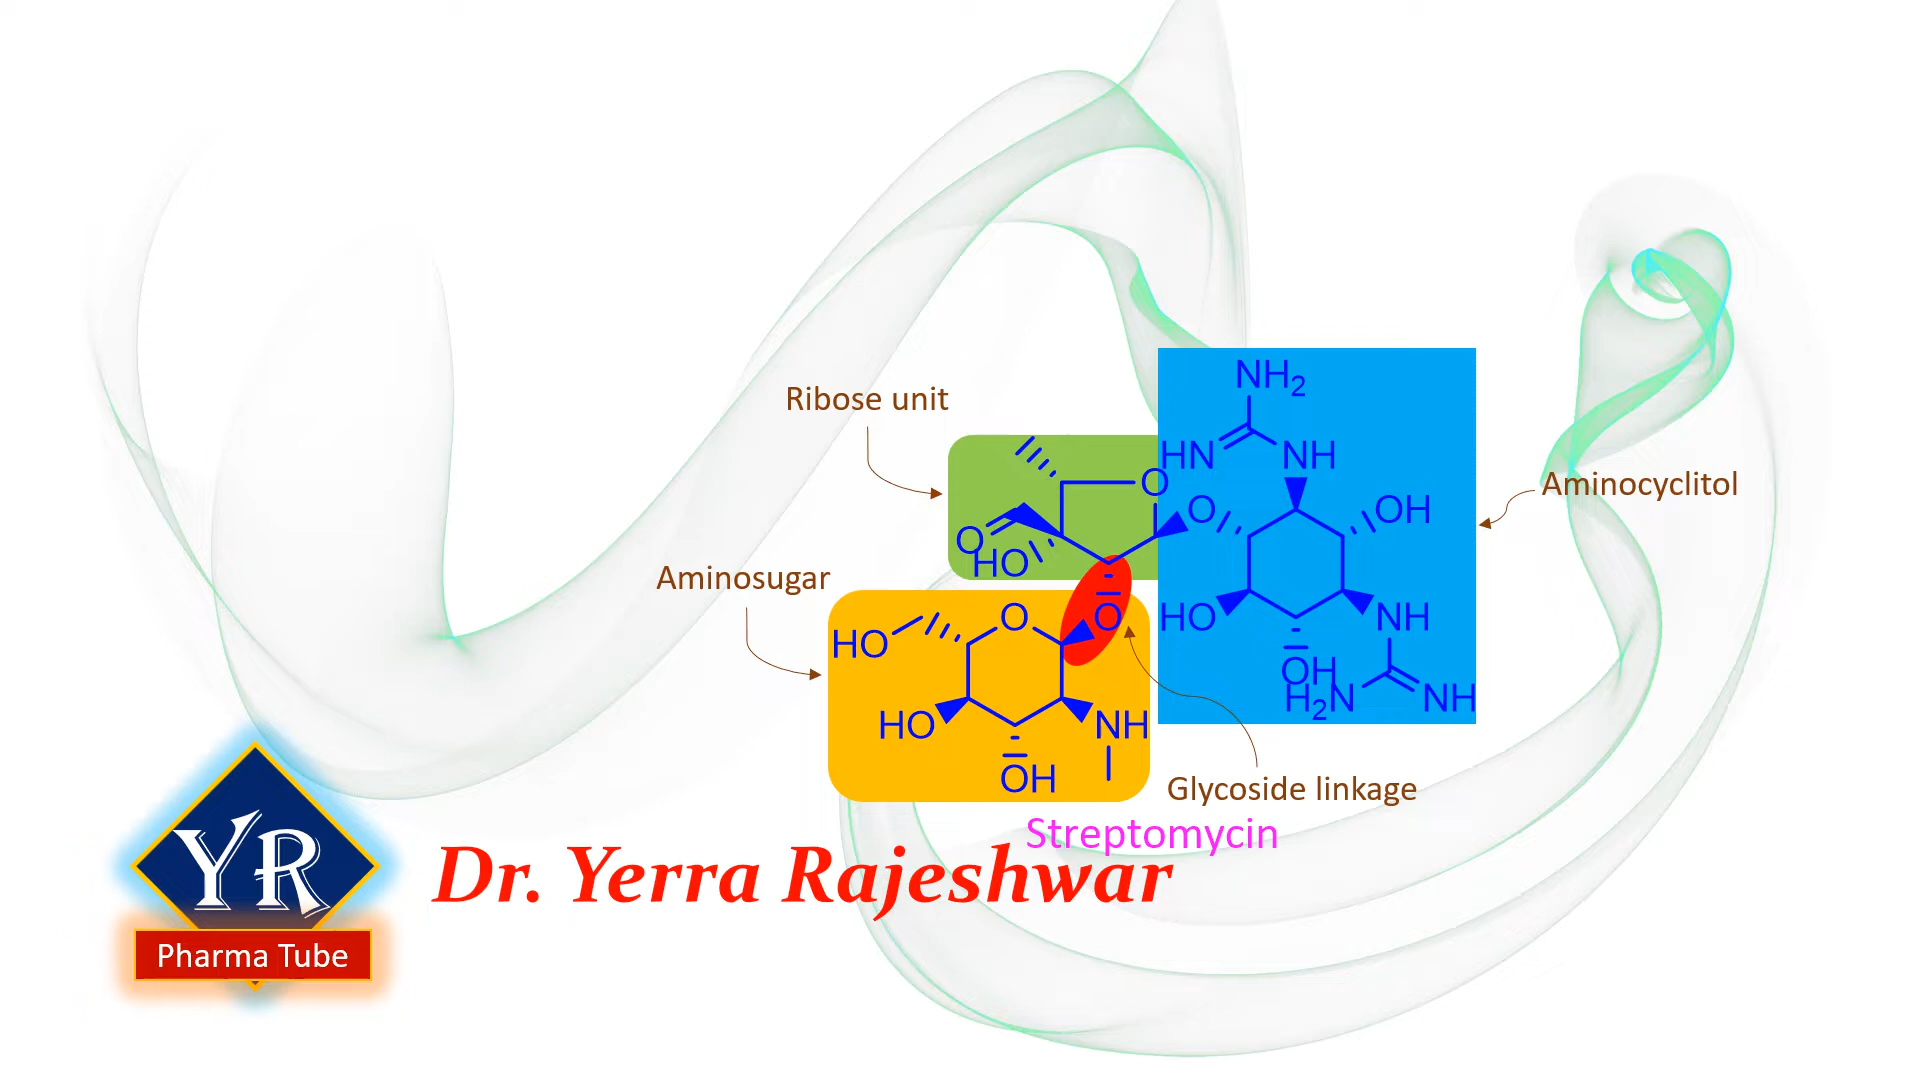 Ribose unit
Aminosugar
Aminocyclitol
Glycoside linkage
Streptomycin
NH2
HN
NH
O
O
OH
O
HO
HO
NH
OH
H2N
NH
O
O
HO
HO
NH
OH
YR
Pharma Tube
Dr. Yerra Rajeshwar